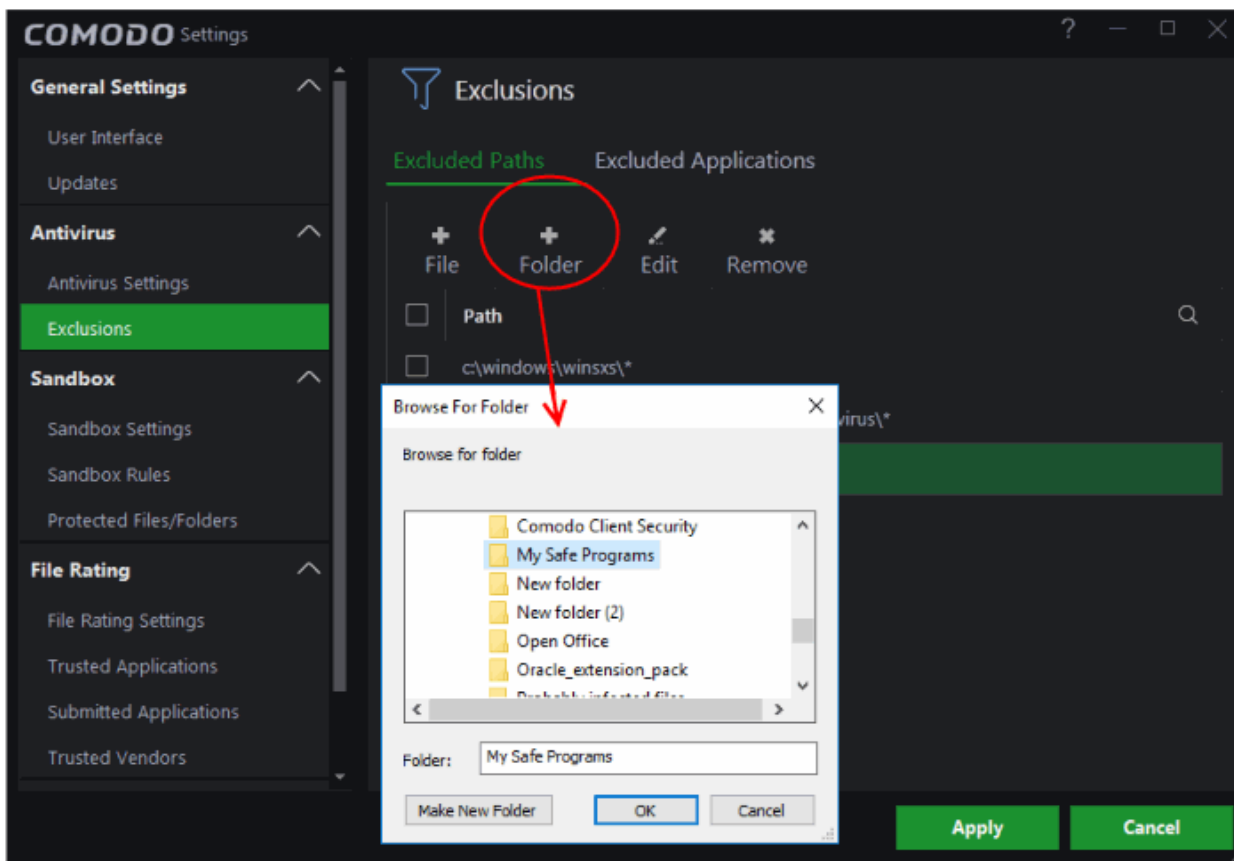 COMODO Settings
?
General Settings
User Interface
Updates
Antivirus
Antivirus Settings
Exclusions
Sandbox
Sandbox Settings
Sandbox Rules
Protected Files/Folders
File Rating
File Rating Settings
Trusted Applications
Submitted Applications
Trusted Vendors
Exclusions
Excluded Paths Excluded Applications
File Folder Edit Remove
Path
c:\windows\winsxs\*
virus\*
Browse For Folder
Browse for folder
Comodo Client Security
My Safe Programs
New folder
New folder (2)
Open Office
Oracle_extension_pack
Probably infected files
Folder: My Safe Programs
Make New Folder OK Cancel
Apply Cancel